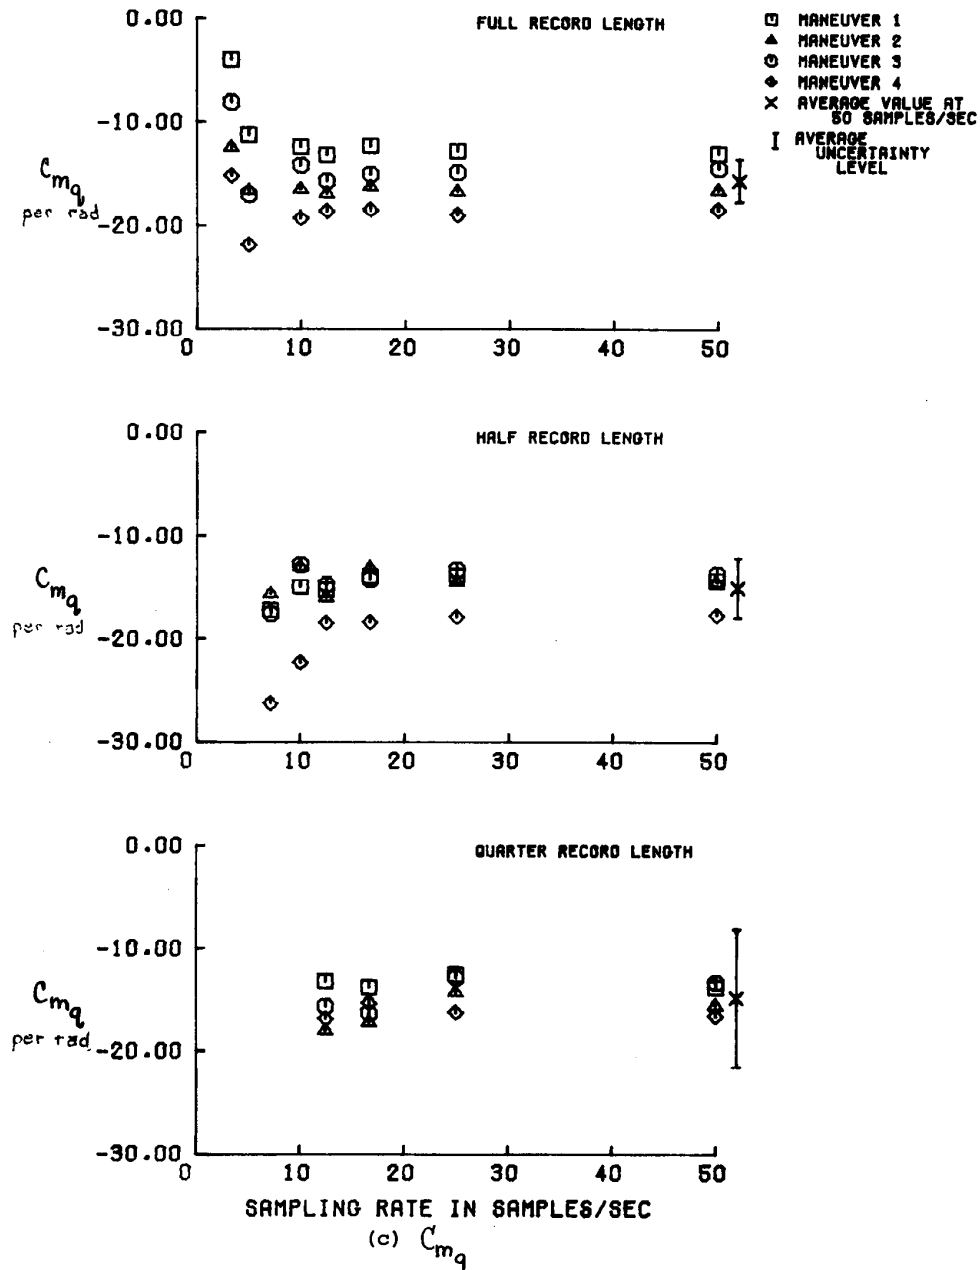 0.00
FULL RECORD LENGTH
MANEUVER 1
MANEUVER 2
MANEUVER 3
MANEUVER 4
AVERAGE VALUE AT
50 SAMPLES/SEC
AVERAGE
UNCERTAINTY
LEVEL
-10.00
Cmq
per rad
-20.00
-30.00
0 10 20 30 40 50
0.00
HALF RECORD LENGTH
-10.00
Cmq
per rad
-20.00
-30.00
0 10 20 30 40 50
0.00
QUARTER RECORD LENGTH
-10.00
Cmq
per rad
-20.00
-30.00
0 10 20 30 40 50
SAMPLING RATE IN SAMPLES/SEC
(c) Cmq